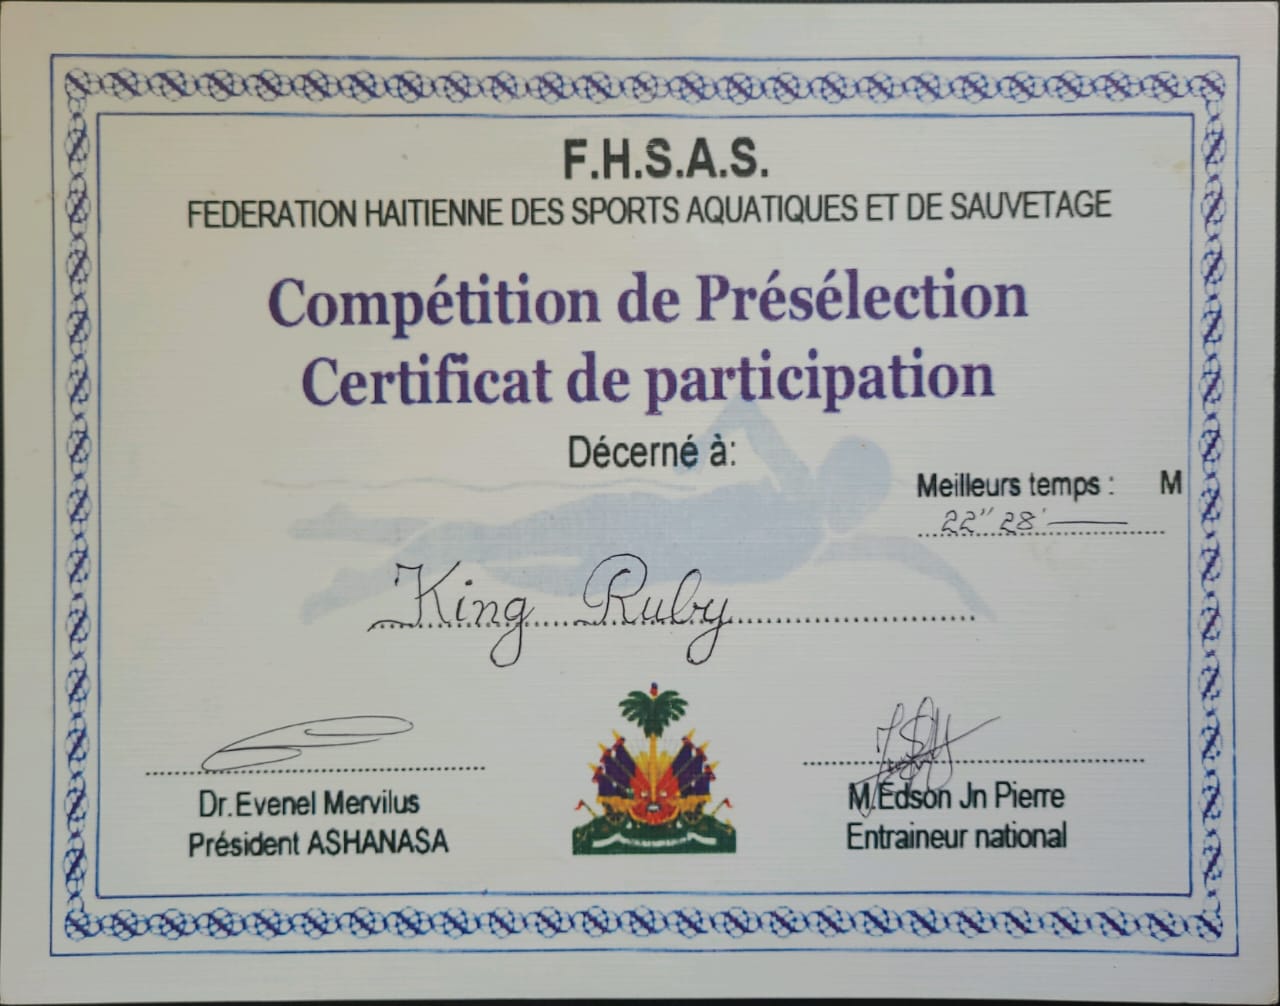 F.H.S.A.S.
FEDERATION HAITIENNE DES SPORTS AQUATIQUES ET DE SAUVETAGE
Compétition de Présélection
Certificat de participation
Décerné à:
Meilleurs temps : M
22" 28'
King Ruby
Dr.Evenel Mervilus
Président ASHANASA
M.Edson Jn Pierre
Entraineur national